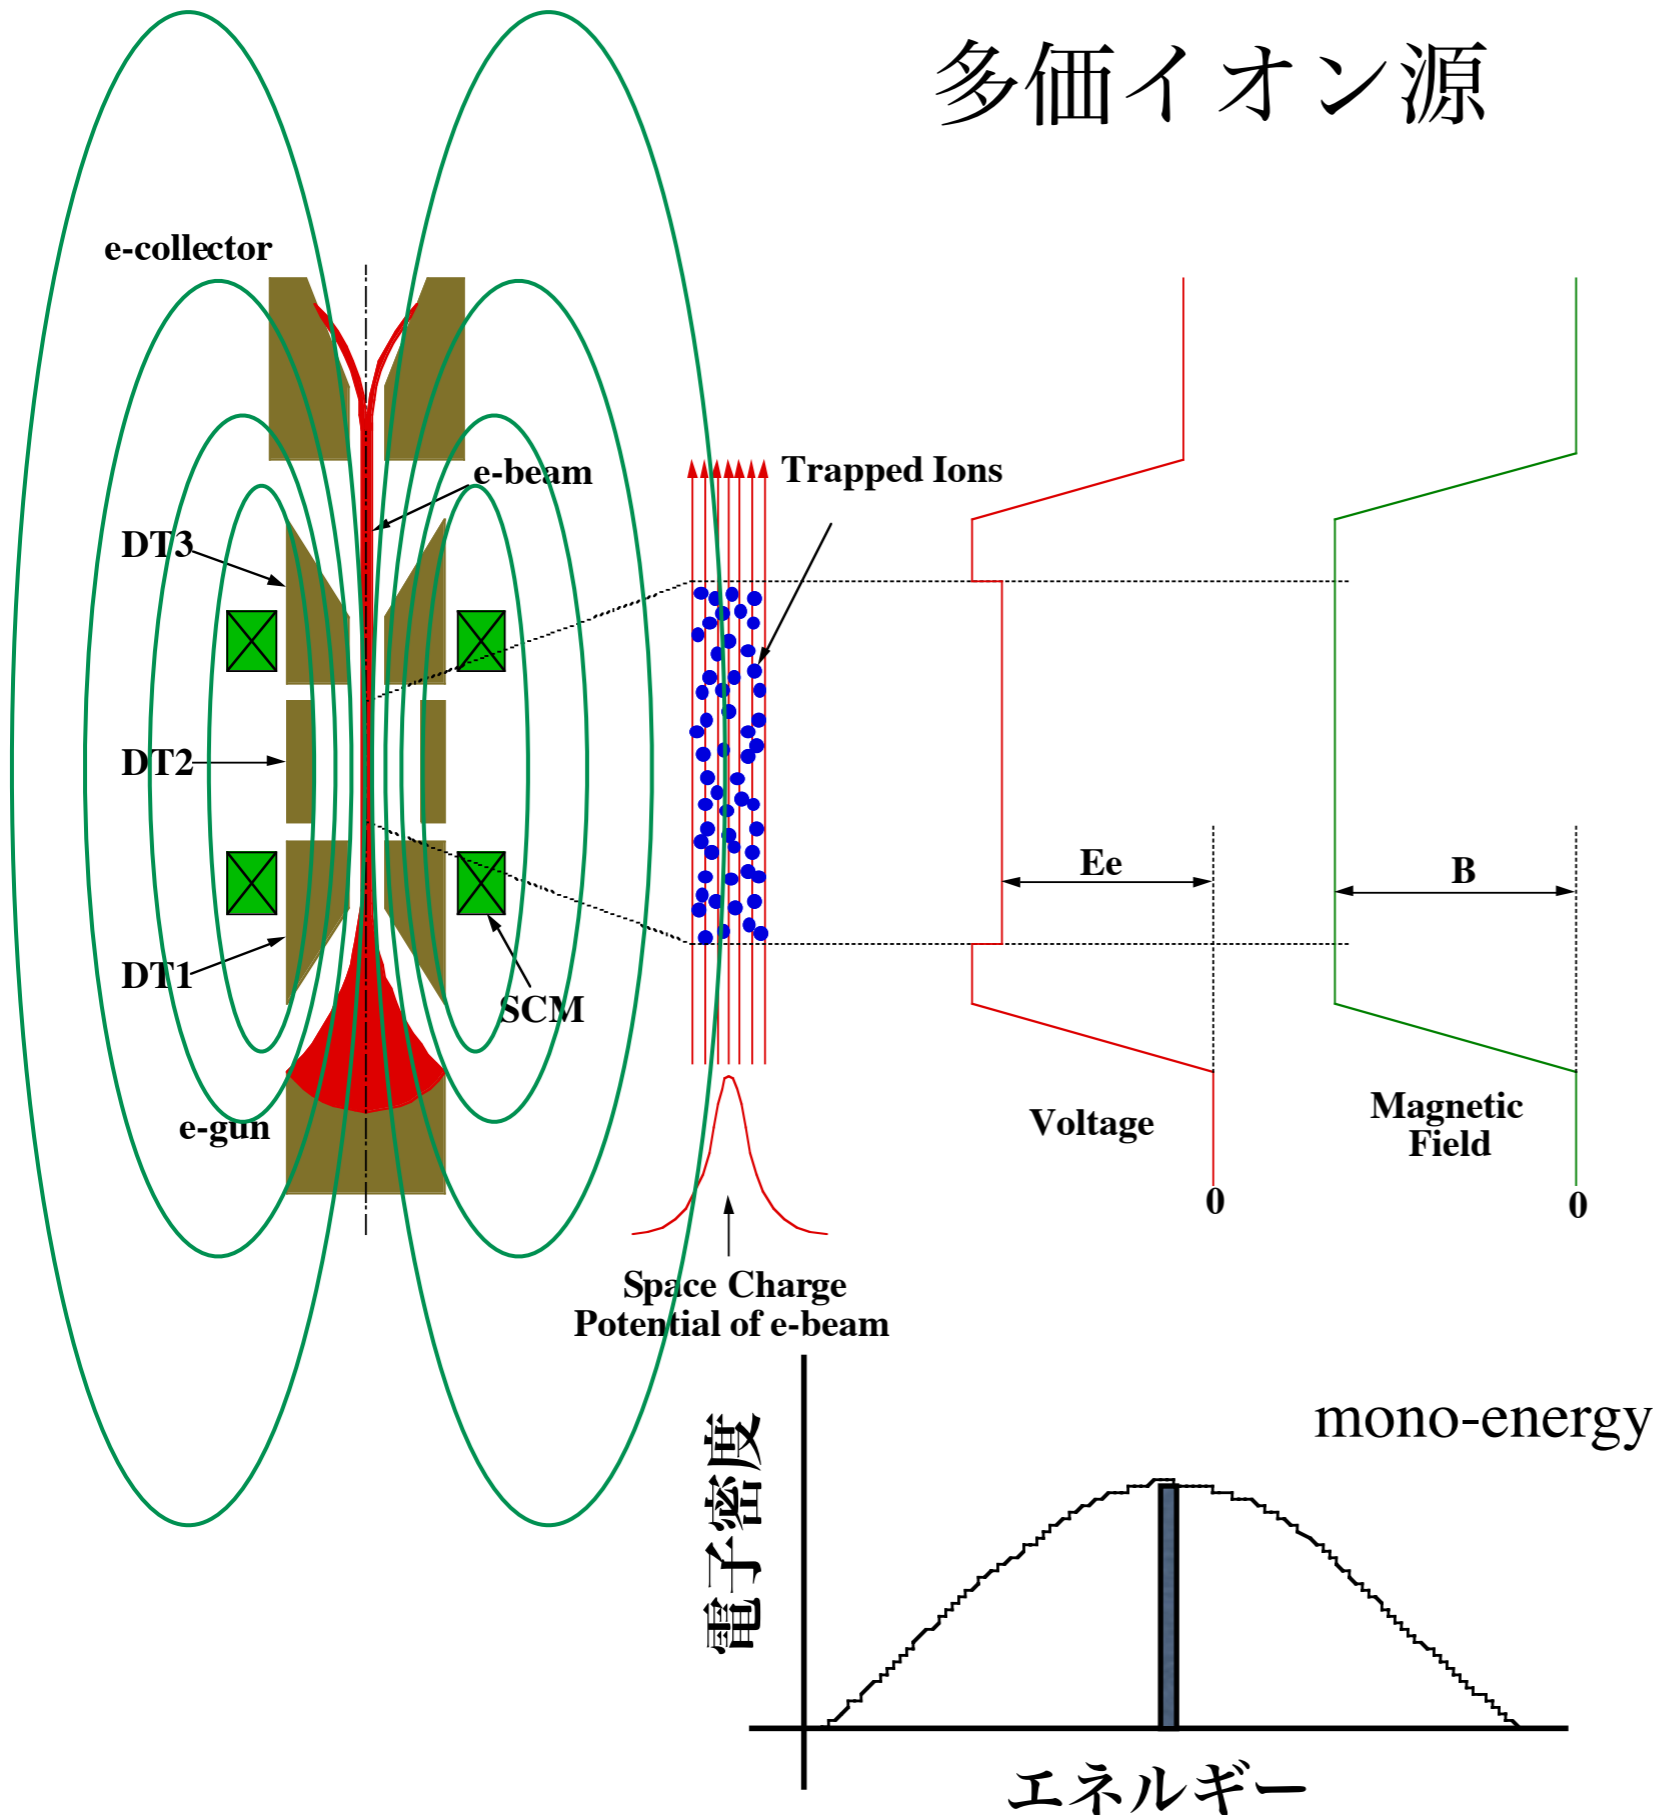 多価イオン源
e-collector
e-beam
Trapped Ions
DT3
DT2
DT1
SCM
e-gun
Ee
B
Voltage
Magnetic
Field
0
0
Space Charge
Potential of e-beam
mono-energy
電子密度
エネルギー